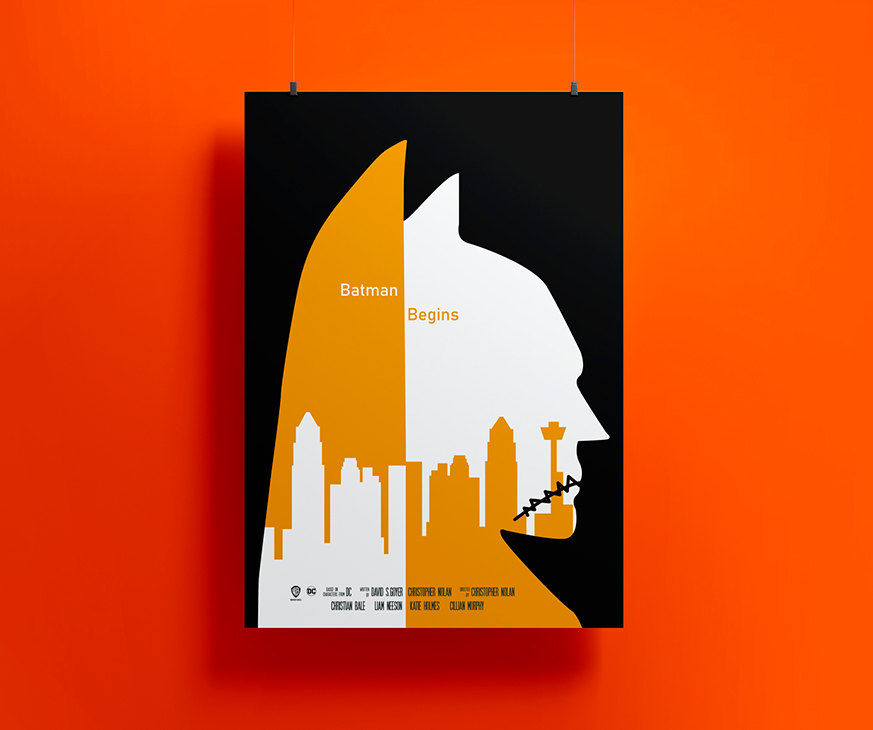 Batman
Begins
BASED ON CHARACTERS FROM DC WRITTEN BY DAVID S.GOYER CHRISTOPHER NOLAN DIRECTED BY CHRISTOPHER NOLAN
CHRISTIAN BALE LIAM NEESON KATIE HOLMES CILLIAN MURPHY